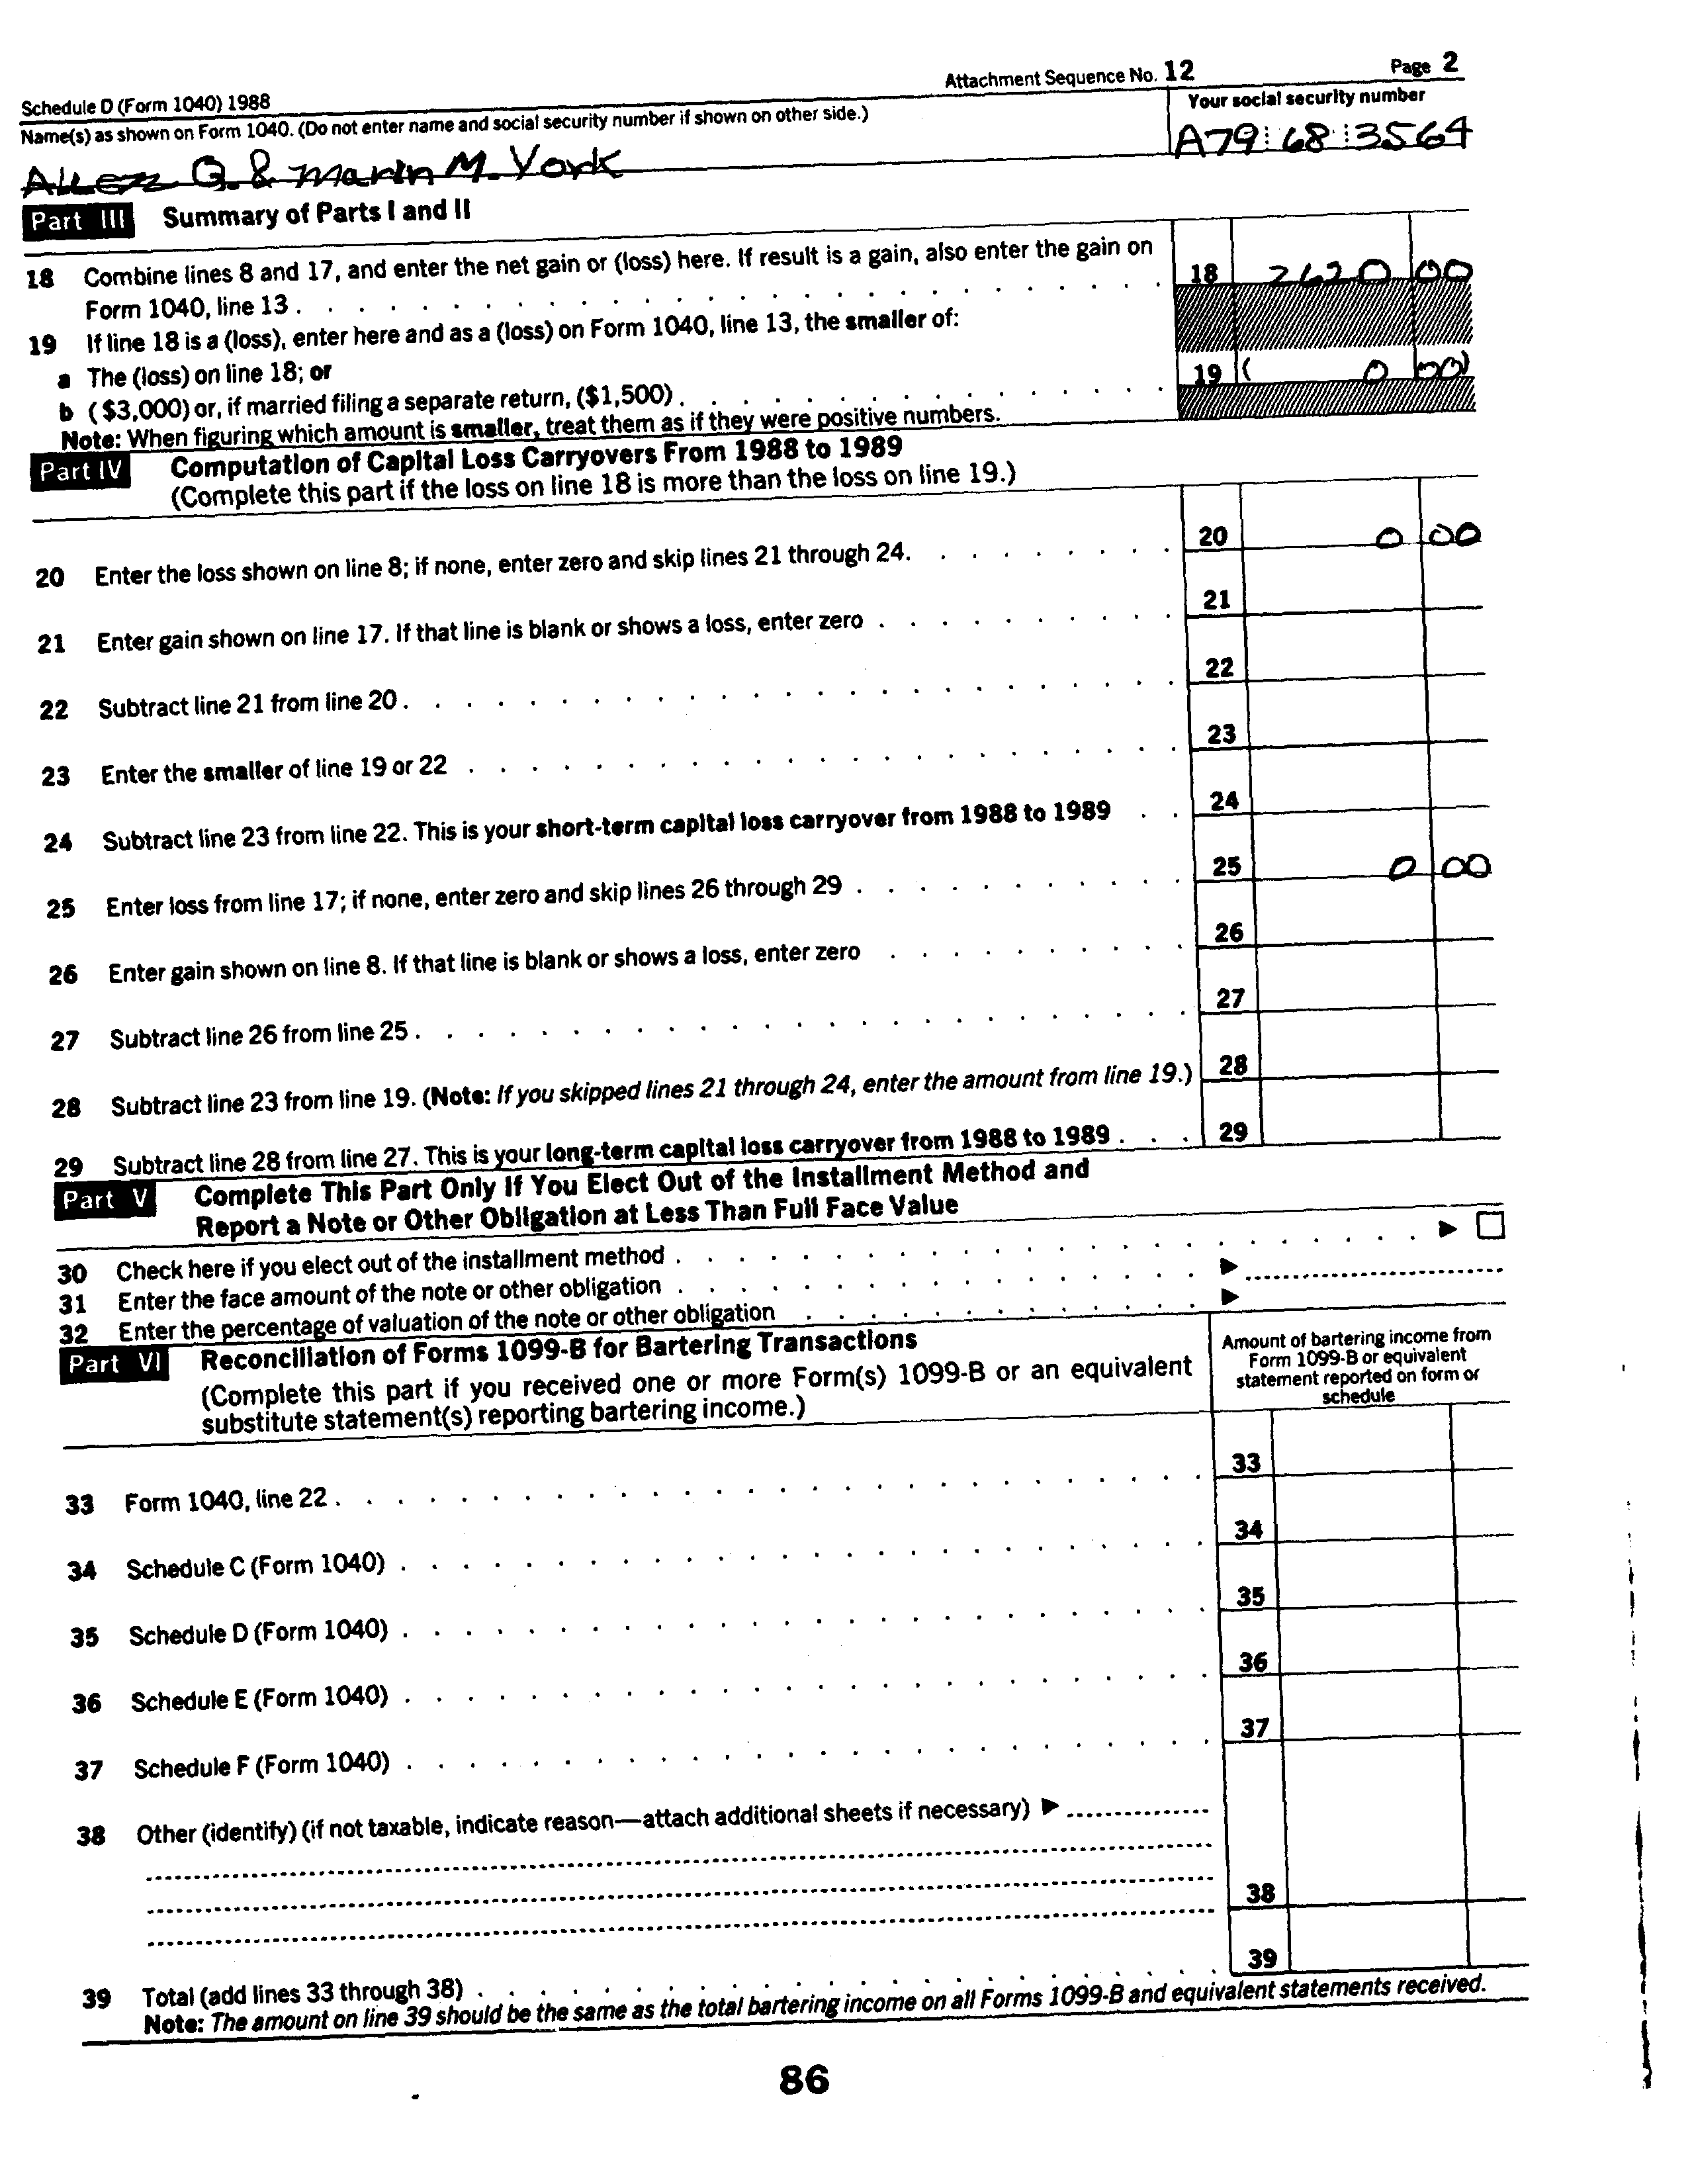 Schedule D (Form 1040) 1988 Attachment Sequence No. 12 Page 2
Name(s) as shown on Form 1040. (Do not enter name and social security number if shown on other side.) Your social security number
G. & M. York A79 68 3564
Part III Summary of Parts I and II
18 Combine lines 8 and 17, and enter the net gain or (loss) here. If result is a gain, also enter the gain on
Form 1040, line 13 . . . 18 2620 00
19 If line 18 is a (loss), enter here and as a (loss) on Form 1040, line 13, the smaller of:
a The (loss) on line 18; or
b ($3,000) or, if married filing a separate return, ($1,500) . . . 19 ( 0 00)
Note: When figuring which amount is smaller, treat them as if they were positive numbers.
Part IV Computation of Capital Loss Carryovers From 1988 to 1989
(Complete this part if the loss on line 18 is more than the loss on line 19.)
20 Enter the loss shown on line 8; if none, enter zero and skip lines 21 through 24. . . . 20 0 00
21 Enter gain shown on line 17. If that line is blank or shows a loss, enter zero . . . 21
22 Subtract line 21 from line 20 . . . 22
23 Enter the smaller of line 19 or 22 . . . 23
24 Subtract line 23 from line 22. This is your short-term capital loss carryover from 1988 to 1989 . . 24
25 Enter loss from line 17; if none, enter zero and skip lines 26 through 29 . . . 25 0 00
26 Enter gain shown on line 8. If that line is blank or shows a loss, enter zero . . . 26
27 Subtract line 26 from line 25 . . . 27
28 Subtract line 23 from line 19. (Note: If you skipped lines 21 through 24, enter the amount from line 19.) 28
29 Subtract line 28 from line 27. This is your long-term capital loss carryover from 1988 to 1989 . . . 29
Part V Complete This Part Only If You Elect Out of the Installment Method and
Report a Note or Other Obligation at Less Than Full Face Value
30 Check here if you elect out of the installment method . . . ▶ □
31 Enter the face amount of the note or other obligation . . . ▶
32 Enter the percentage of valuation of the note or other obligation . . . ▶
Part VI Reconciliation of Forms 1099-B for Bartering Transactions
(Complete this part if you received one or more Form(s) 1099-B or an equivalent
substitute statement(s) reporting bartering income.)
Amount of bartering income from
Form 1099-B or equivalent
statement reported on form or
schedule
33 Form 1040, line 22 . . . 33
34 Schedule C (Form 1040) . . . 34
35 Schedule D (Form 1040) . . . 35
36 Schedule E (Form 1040) . . . 36
37 Schedule F (Form 1040) . . . 37
38 Other (identify) (if not taxable, indicate reason—attach additional sheets if necessary) ▶ . . . 38
39 Total (add lines 33 through 38) . . . 39
Note: The amount on line 39 should be the same as the total bartering income on all Forms 1099-B and equivalent statements received.
86